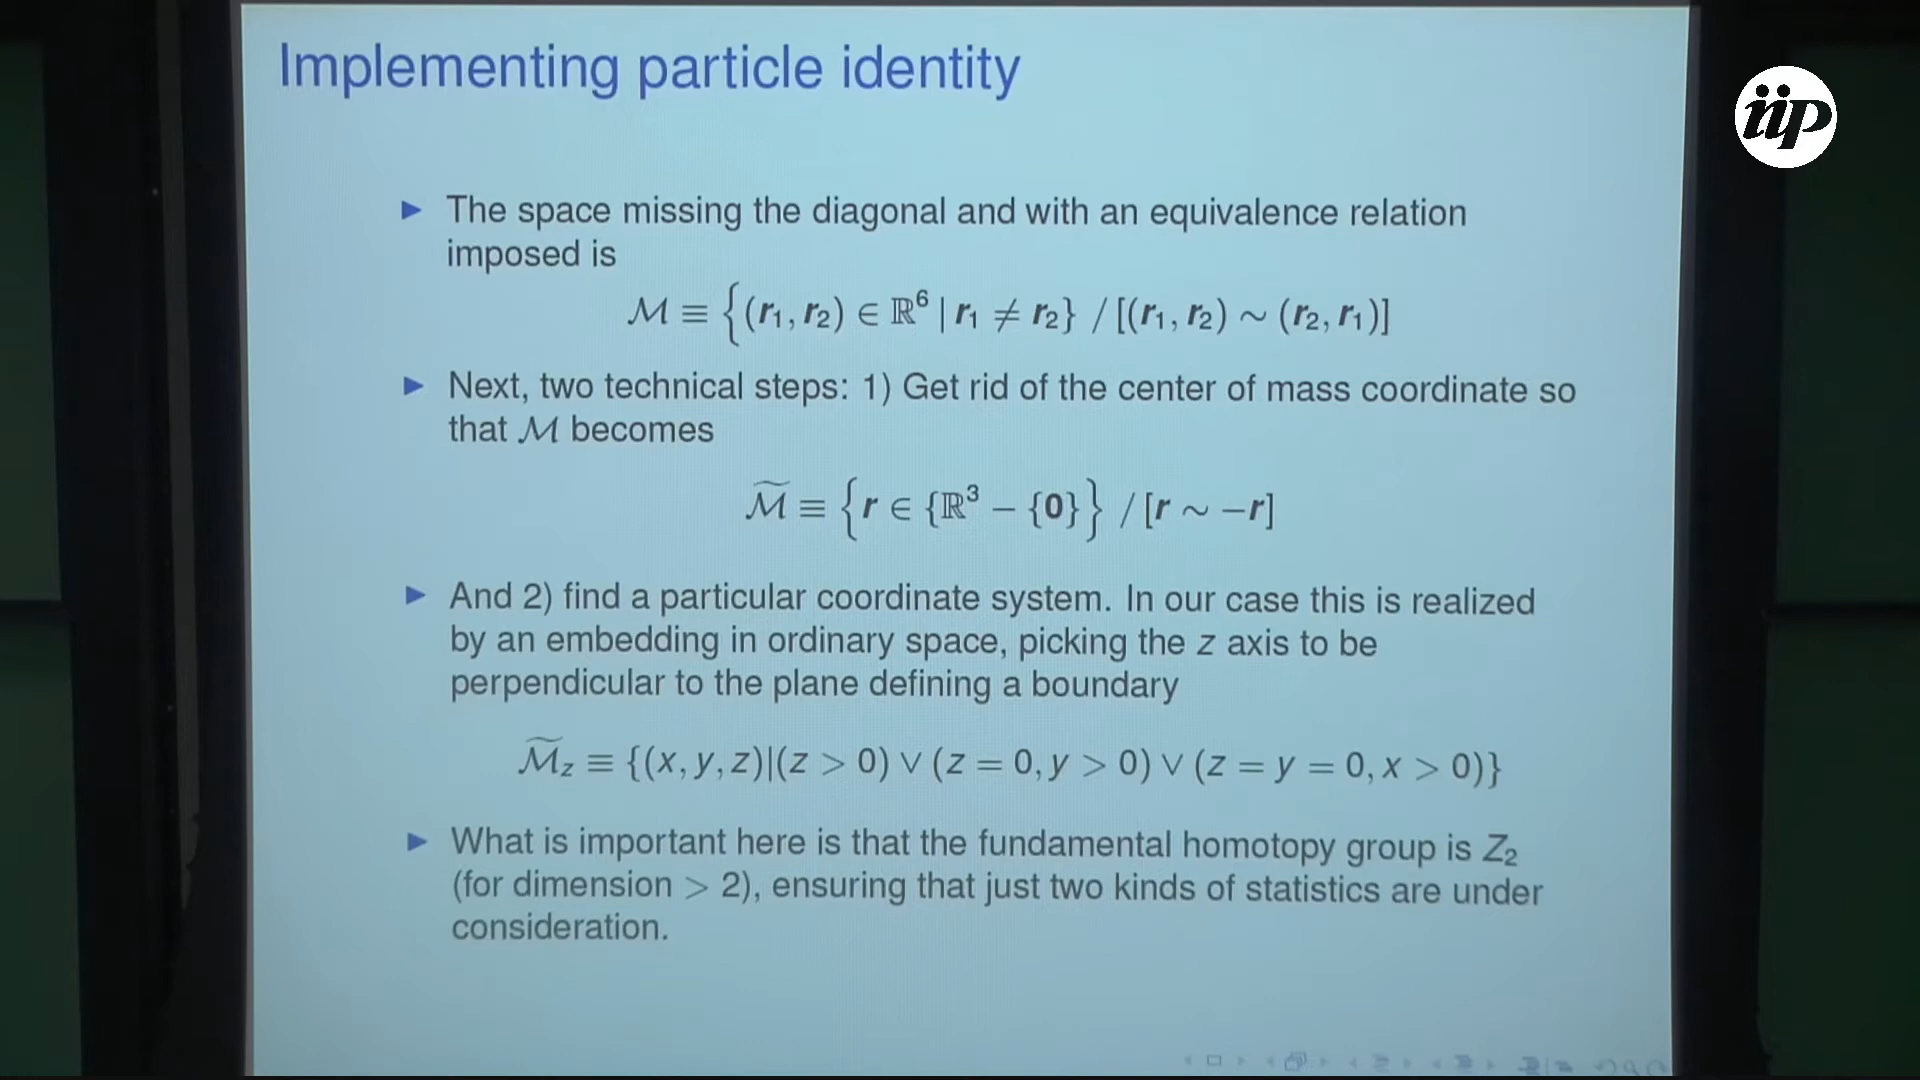 Implementing particle identity
iip
▶ The space missing the diagonal and with an equivalence relation
imposed is
ℳ ≡ {(r₁, r₂) ∈ ℝ⁶ | r₁ ≠ r₂} / [(r₁, r₂) ∼ (r₂, r₁)]
▶ Next, two technical steps: 1) Get rid of the center of mass coordinate so
that ℳ becomes
ℳ̃ ≡ {r ∈ {ℝ³ − {0}} / [r ∼ −r]
▶ And 2) find a particular coordinate system. In our case this is realized
by an embedding in ordinary space, picking the z axis to be
perpendicular to the plane defining a boundary
ℳ̃z ≡ {(x, y, z)|(z > 0) ∨ (z = 0, y > 0) ∨ (z = y = 0, x > 0)}
▶ What is important here is that the fundamental homotopy group is Z₂
(for dimension > 2), ensuring that just two kinds of statistics are under
consideration.